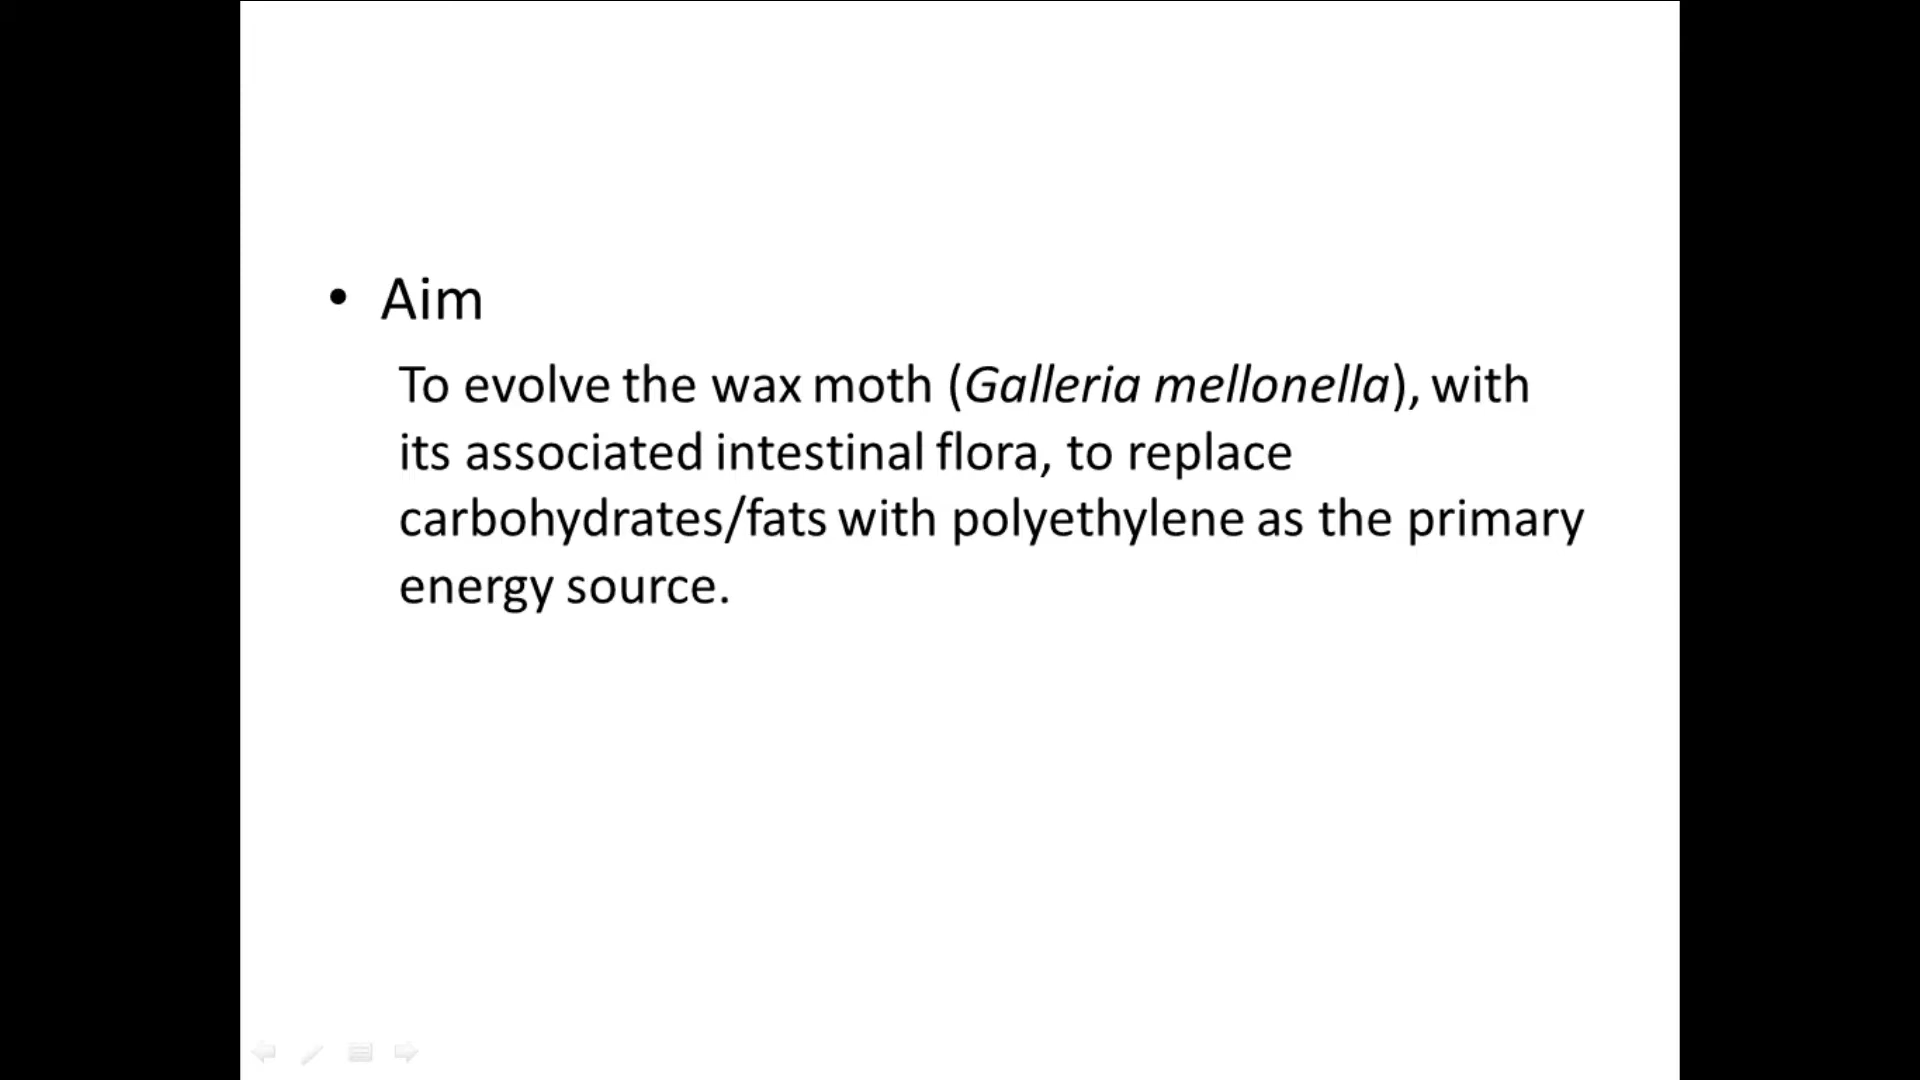 • Aim
To evolve the wax moth (Galleria mellonella), with
its associated intestinal flora, to replace
carbohydrates/fats with polyethylene as the primary
energy source.